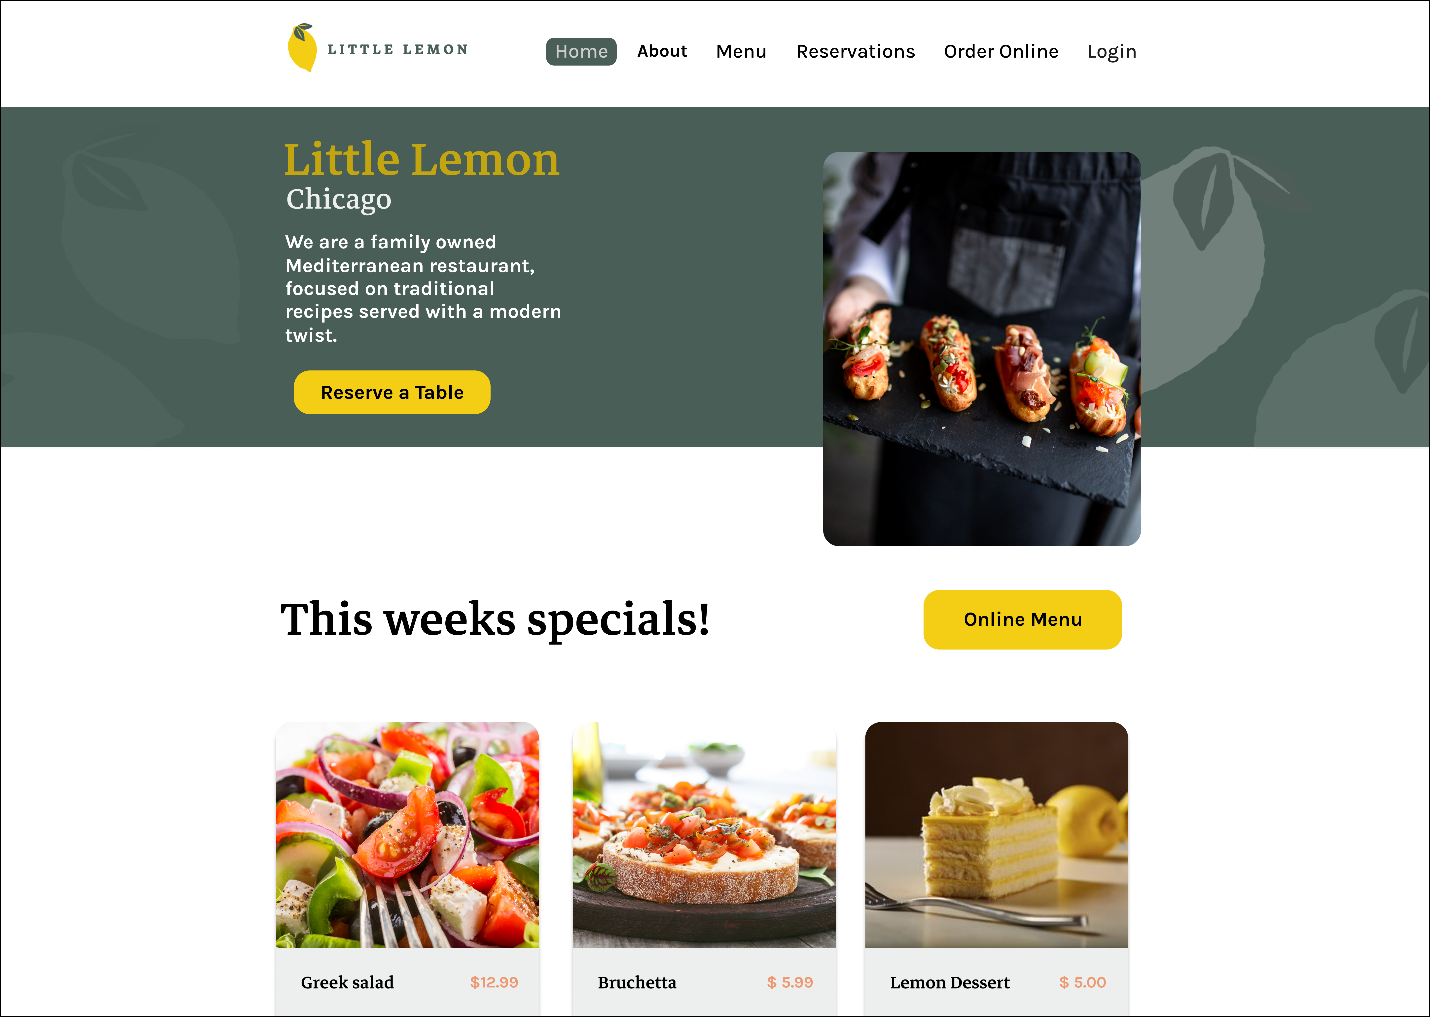 LITTLE LEMON
Home About Menu Reservations Order Online Login
Little Lemon
Chicago
We are a family owned
Mediterranean restaurant,
focused on traditional
recipes served with a modern
twist.
Reserve a Table
This weeks specials!
Online Menu
Greek salad $12.99
Bruchetta $ 5.99
Lemon Dessert $ 5.00